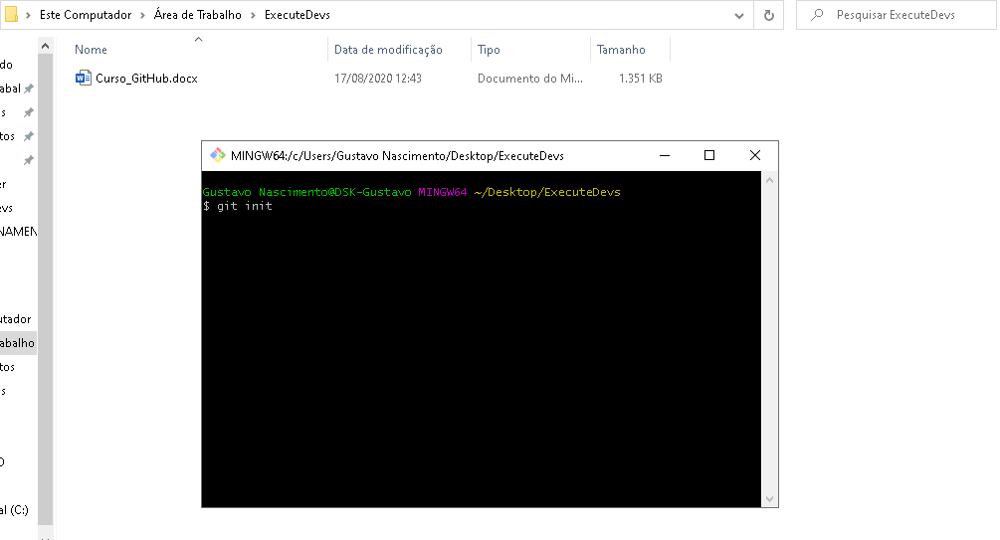 Este Computador > Área de Trabalho > ExecuteDevs
Pesquisar ExecuteDevs
Nome
Data de modificação
Tipo
Tamanho
Curso_GitHub.docx
17/08/2020 12:43
Documento do Mi...
1.351 KB
do
abal
s
tos
er
evs
NAMEN
utador
abalho
tos
s
O
al (C:)
MINGW64:/c/Users/Gustavo Nascimento/Desktop/ExecuteDevs
Gustavo Nascimento@DSK-Gustavo MINGW64 ~/Desktop/ExecuteDevs
$ git init